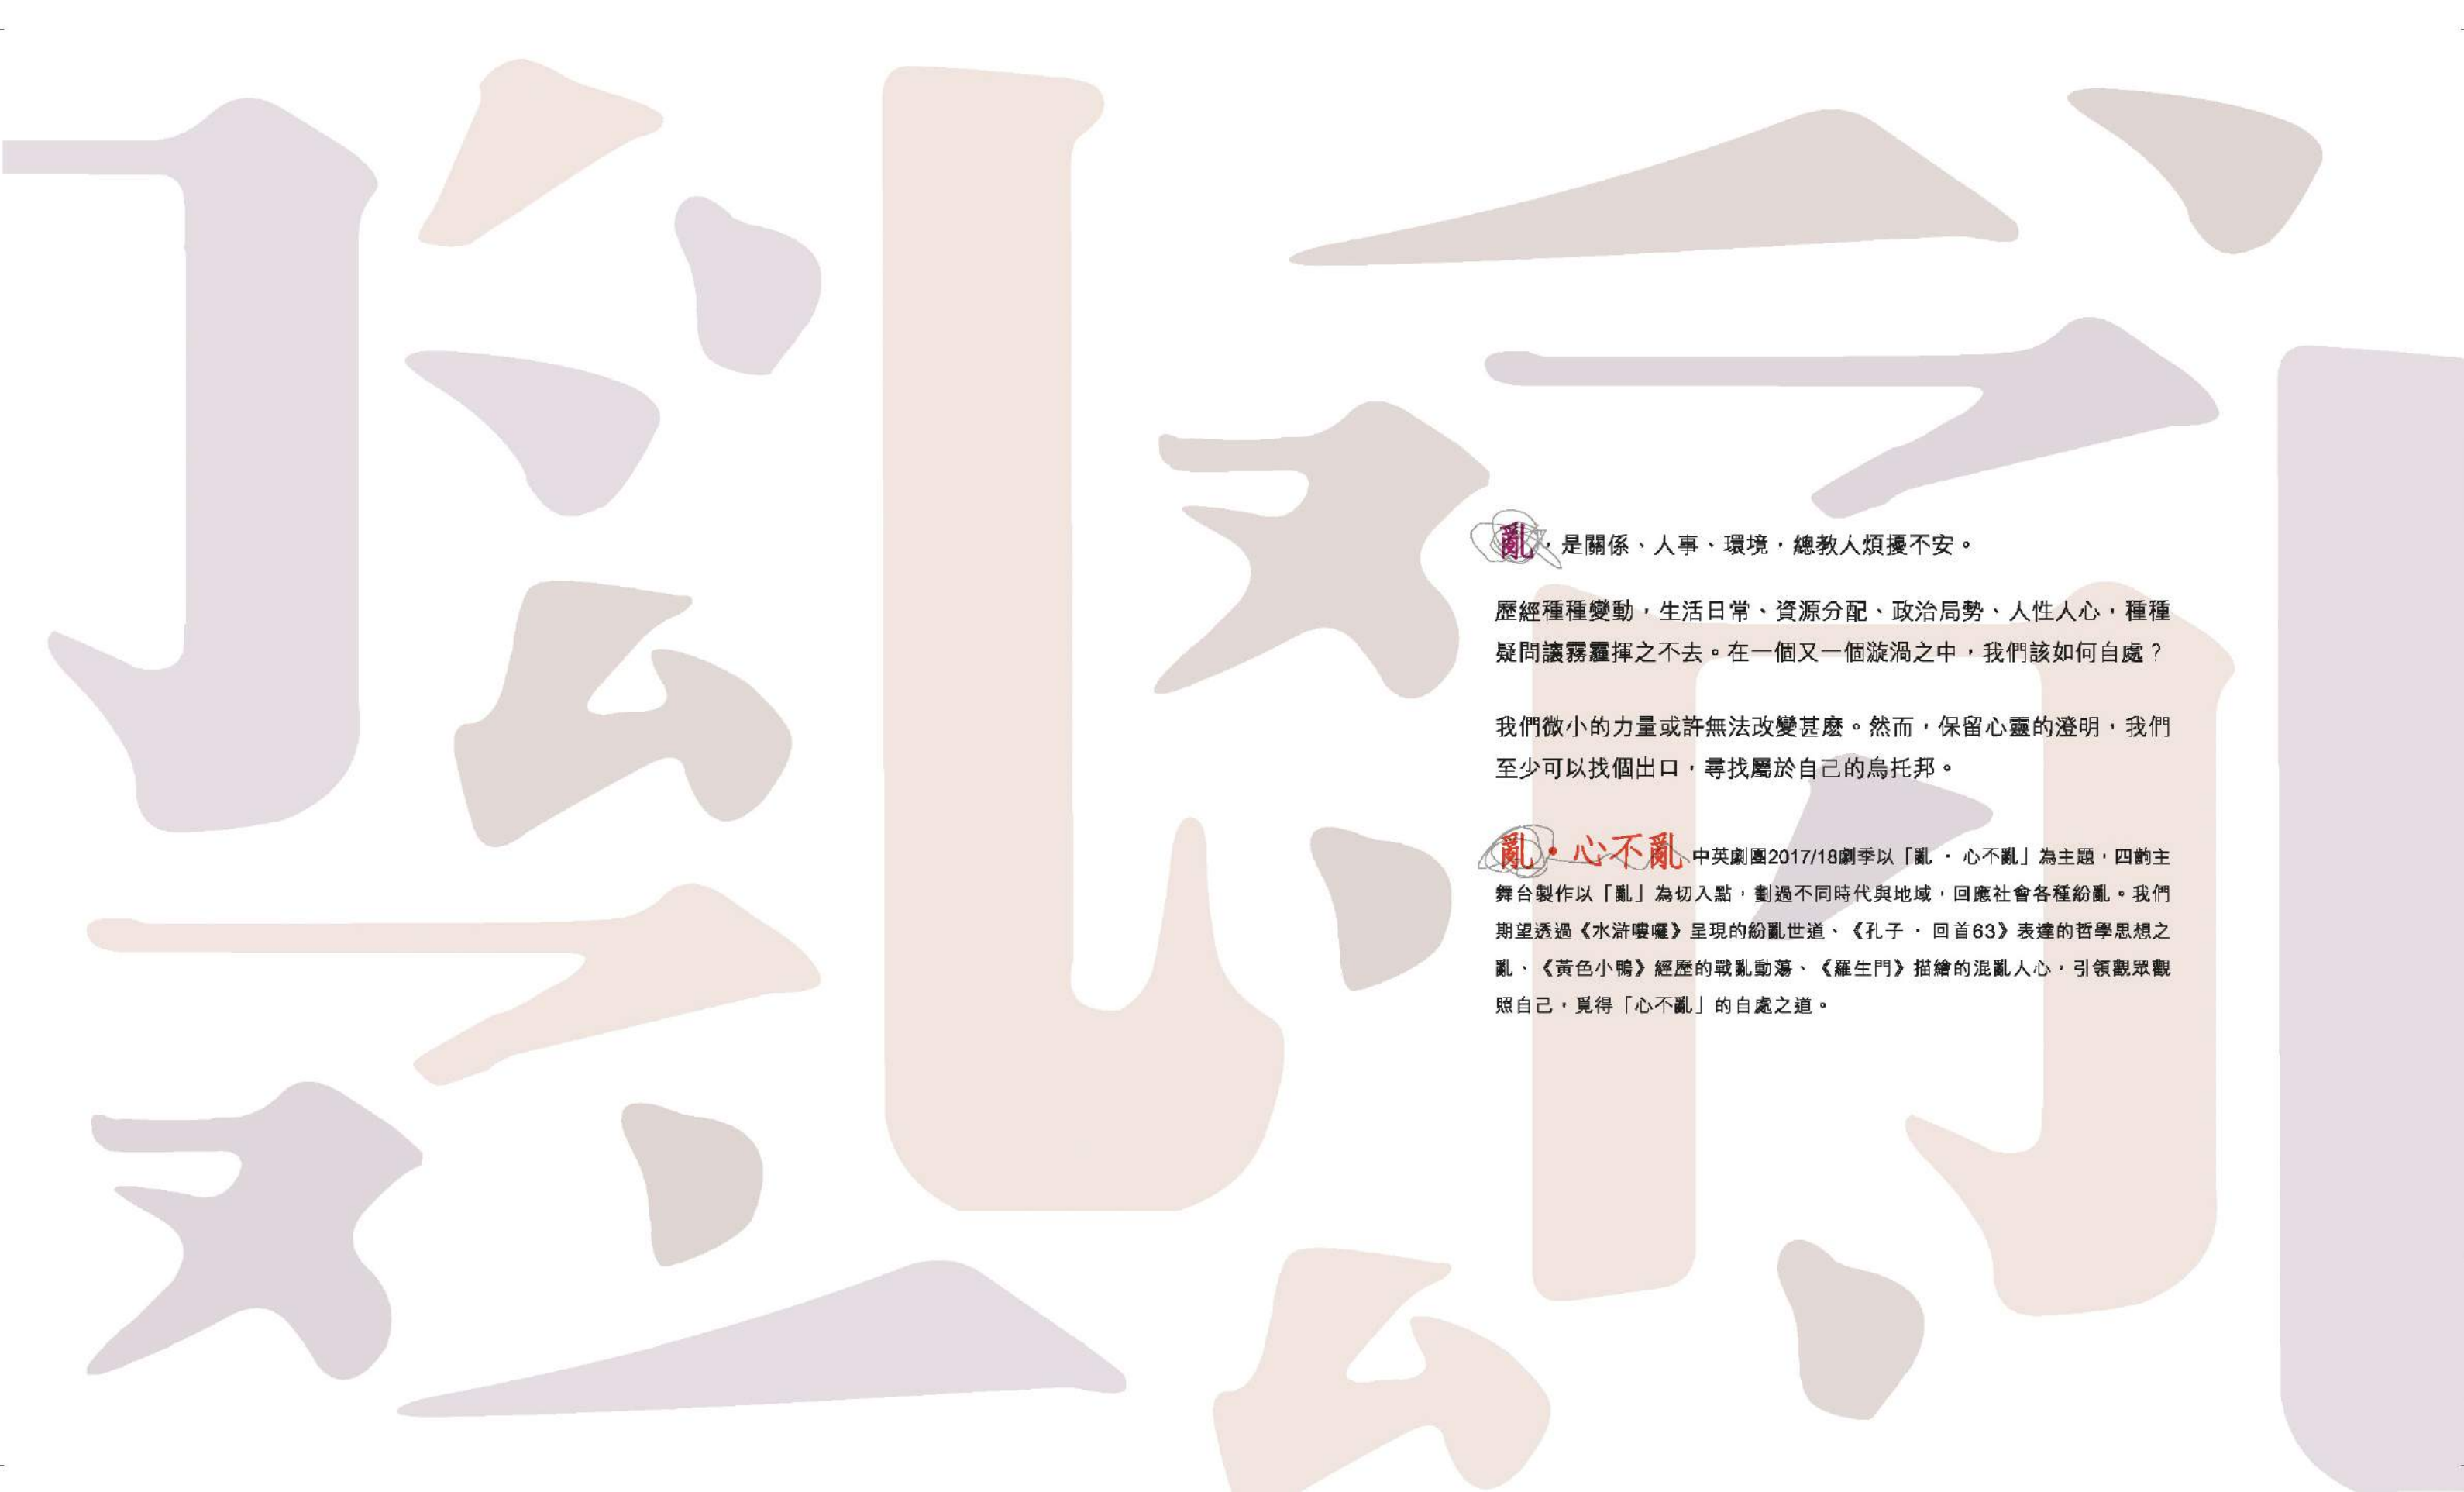 亂，是關係、人事、環境，總教人煩擾不安。
歷經種種變動，生活日常、資源分配、政治局勢、人性人心，種種
疑問讓霧霾揮之不去。在一個又一個漩渦之中，我們該如何自處？
我們微小的力量或許無法改變甚麼。然而，保留心靈的澄明，我們
至少可以找個出口，尋找屬於自己的烏托邦。
亂・心不亂 中英劇團2017/18劇季以「亂 · 心不亂」為主題，四齣主
舞台製作以「亂」為切入點，劃過不同時代與地域，回應社會各種紛亂。我們
期望透過《水滸嘍囉》呈現的紛亂世道、《孔子 · 回首63》表達的哲學思想之
亂、《黃色小鴨》經歷的戰亂動蕩、《羅生門》描繪的混亂人心，引領觀眾觀
照自己，覓得「心不亂」的自處之道。